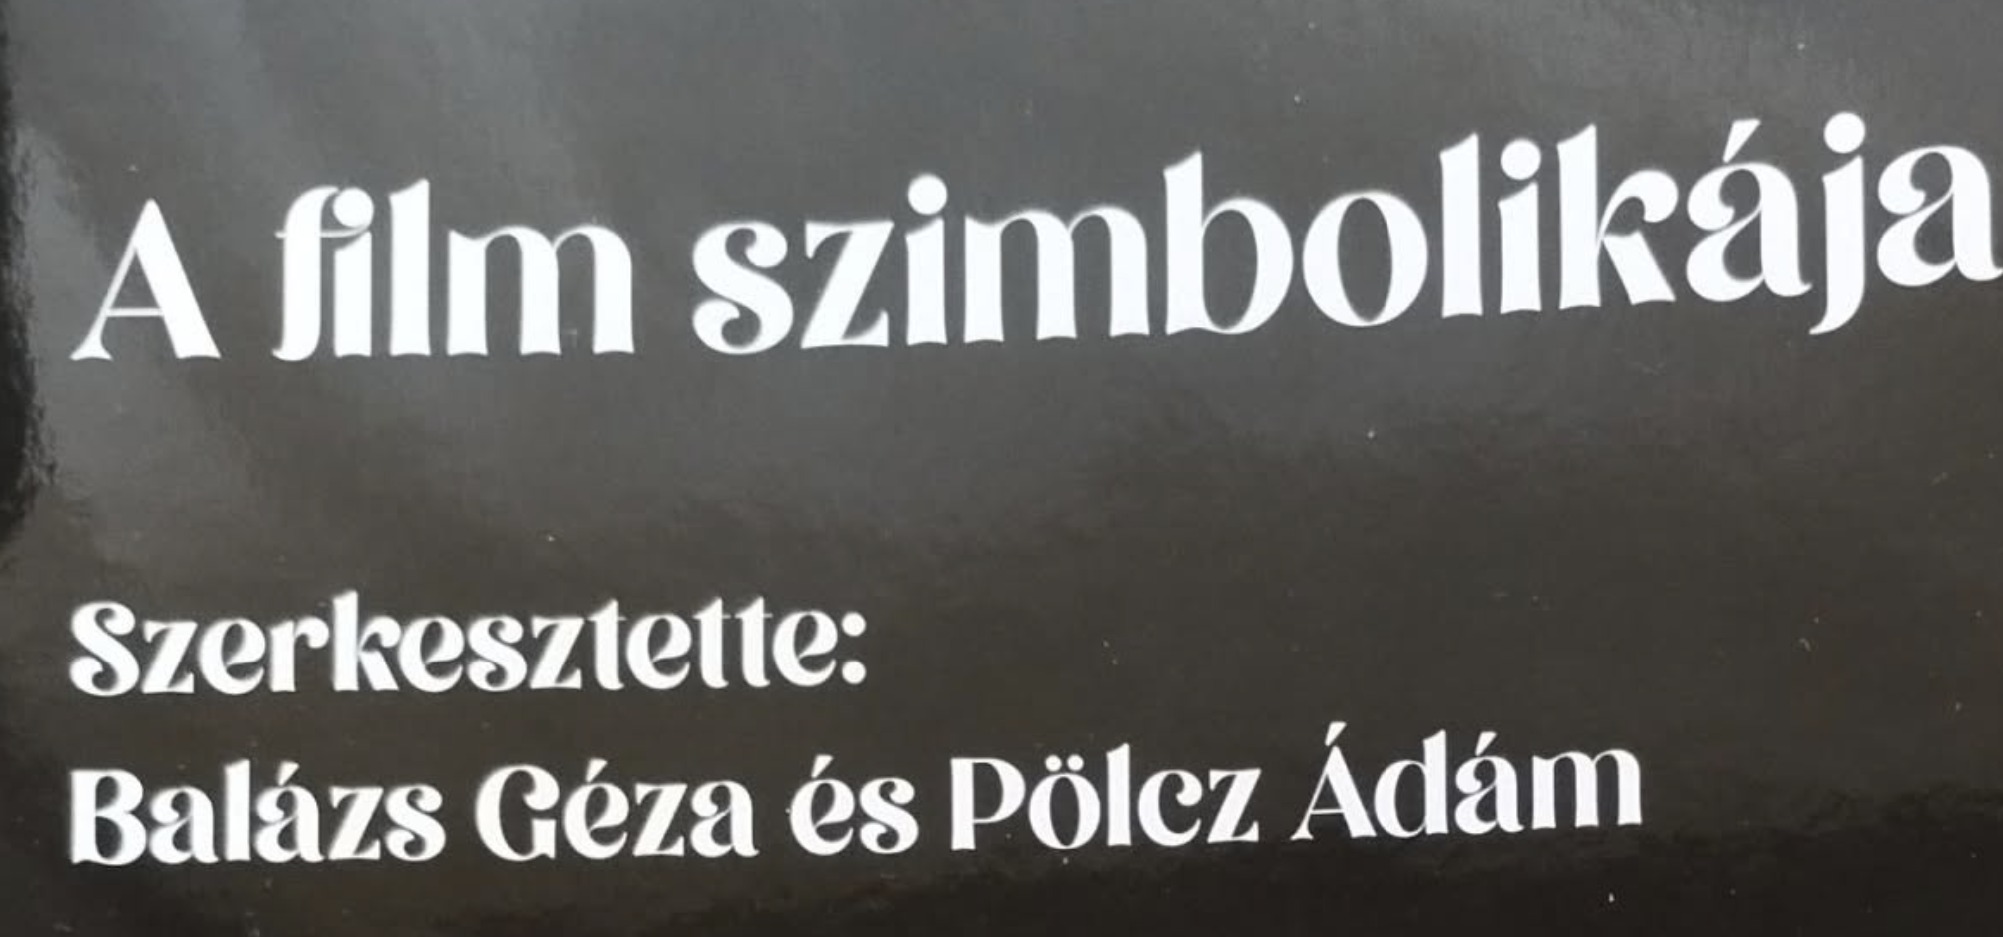 A film szimbolikája
Szerkesztette:
Balázs Géza és Pölcz Ádám